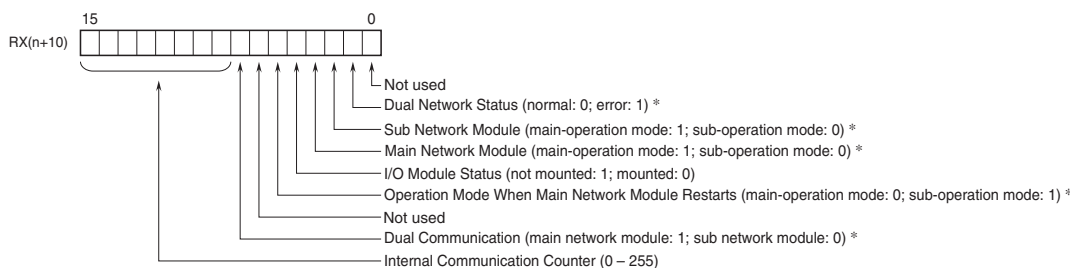 15 0
RX(n+10)
Not used
Dual Network Status (normal: 0; error: 1) *
Sub Network Module (main-operation mode: 1; sub-operation mode: 0) *
Main Network Module (main-operation mode: 1; sub-operation mode: 0) *
I/O Module Status (not mounted: 1; mounted: 0)
Operation Mode When Main Network Module Restarts (main-operation mode: 0; sub-operation mode: 1) *
Not used
Dual Communication (main network module: 1; sub network module: 0) *
Internal Communication Counter (0 – 255)